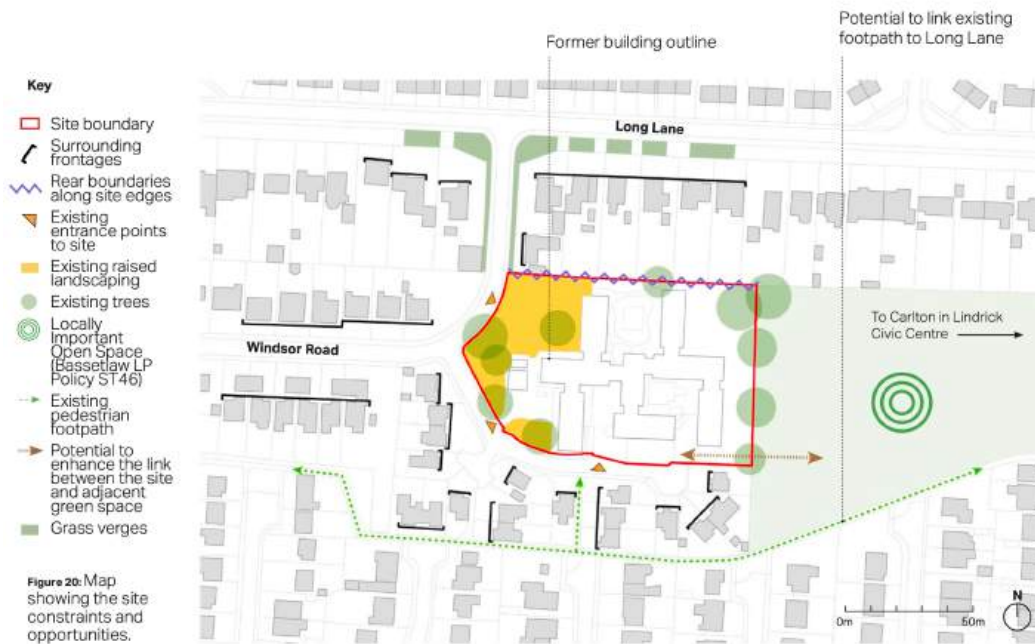 Former building outline
Potential to link existing
footpath to Long Lane
Key
Site boundary
Surrounding
frontages
Rear boundaries
along site edges
Existing
entrance points
to site
Existing raised
landscaping
Existing trees
Locally
Important
Open Space
(Bassetlaw LP
Policy ST46)
Existing
pedestrian
footpath
Potential to
enhance the link
between the site
and adjacent
green space
Grass verges
Figure 20: Map
showing the site
constraints and
opportunities.
Long Lane
Windsor Road
To Carlton in Lindrick
Civic Centre
N
0m
50m